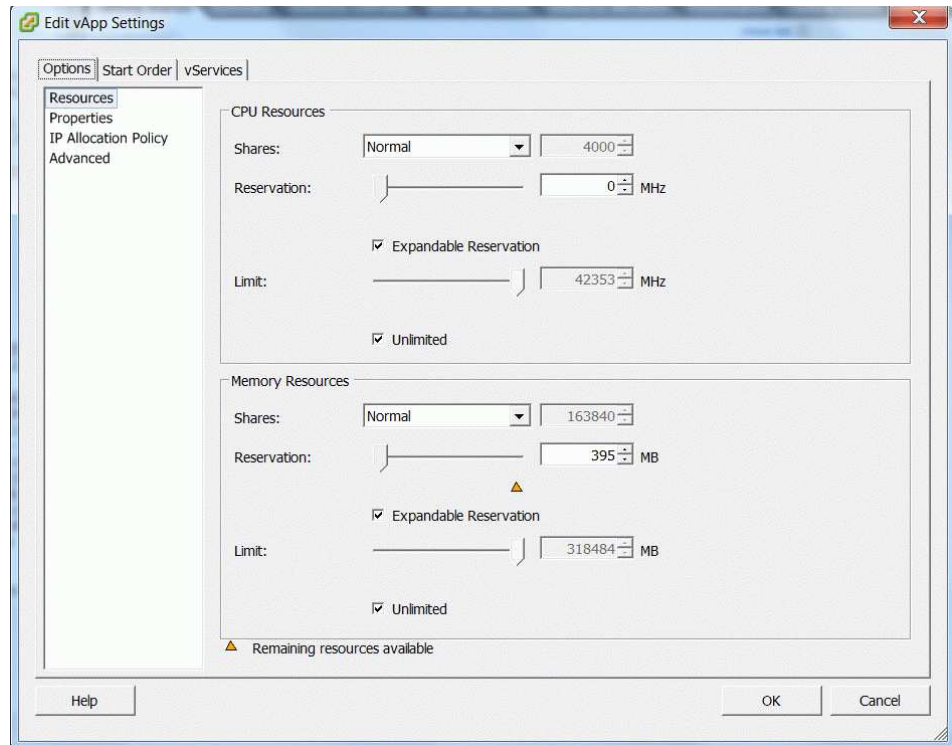 Edit vApp Settings
X
Options Start Order vServices
Resources
Properties
IP Allocation Policy
Advanced
CPU Resources
Shares: Normal 4000
Reservation: 0 MHz
Expandable Reservation
Limit: 42353 MHz
Unlimited
Memory Resources
Shares: Normal 163840
Reservation: 395 MB
Expandable Reservation
Limit: 318484 MB
Unlimited
Remaining resources available
Help OK Cancel